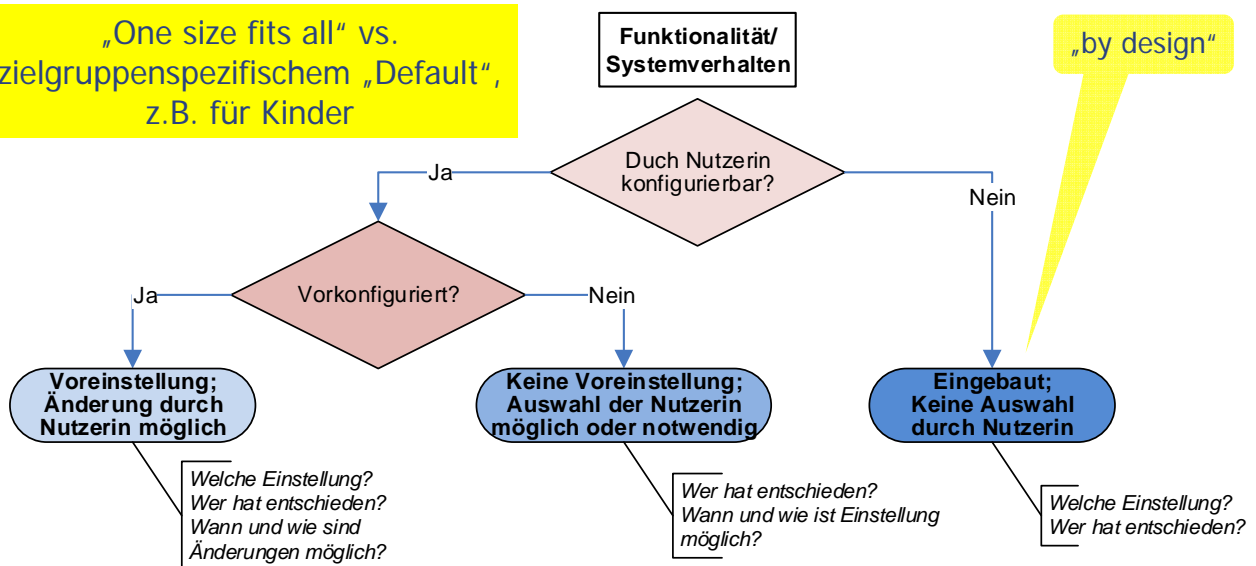 „One size fits all“ vs.
zielgruppenspezifischem „Default“,
z.B. für Kinder
Funktionalität/
Systemverhalten
„by design“
Duch Nutzerin
konfigurierbar?
Ja
Nein
Vorkonfiguriert?
Ja
Nein
Voreinstellung;
Änderung durch
Nutzerin möglich
Keine Voreinstellung;
Auswahl der Nutzerin
möglich oder notwendig
Eingebaut;
Keine Auswahl
durch Nutzerin
Welche Einstellung?
Wer hat entschieden?
Wann und wie sind
Änderungen möglich?
Wer hat entschieden?
Wann und wie ist Einstellung
möglich?
Welche Einstellung?
Wer hat entschieden?